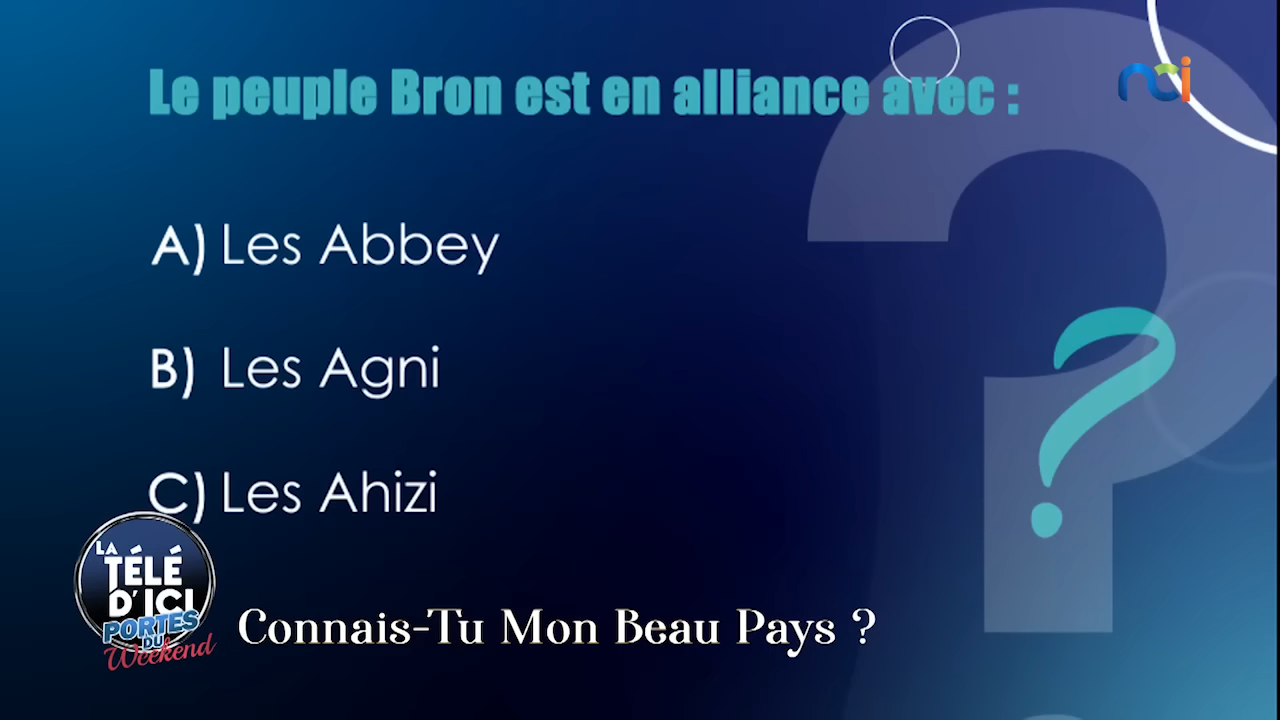 Le peuple Bron est en alliance avec :
nci
A) Les Abbey
B) Les Agni
C) Les Ahizi
LA
TÉLÉ
D'ICI
PORTES
DU
Weekend
Connais-Tu Mon Beau Pays ?